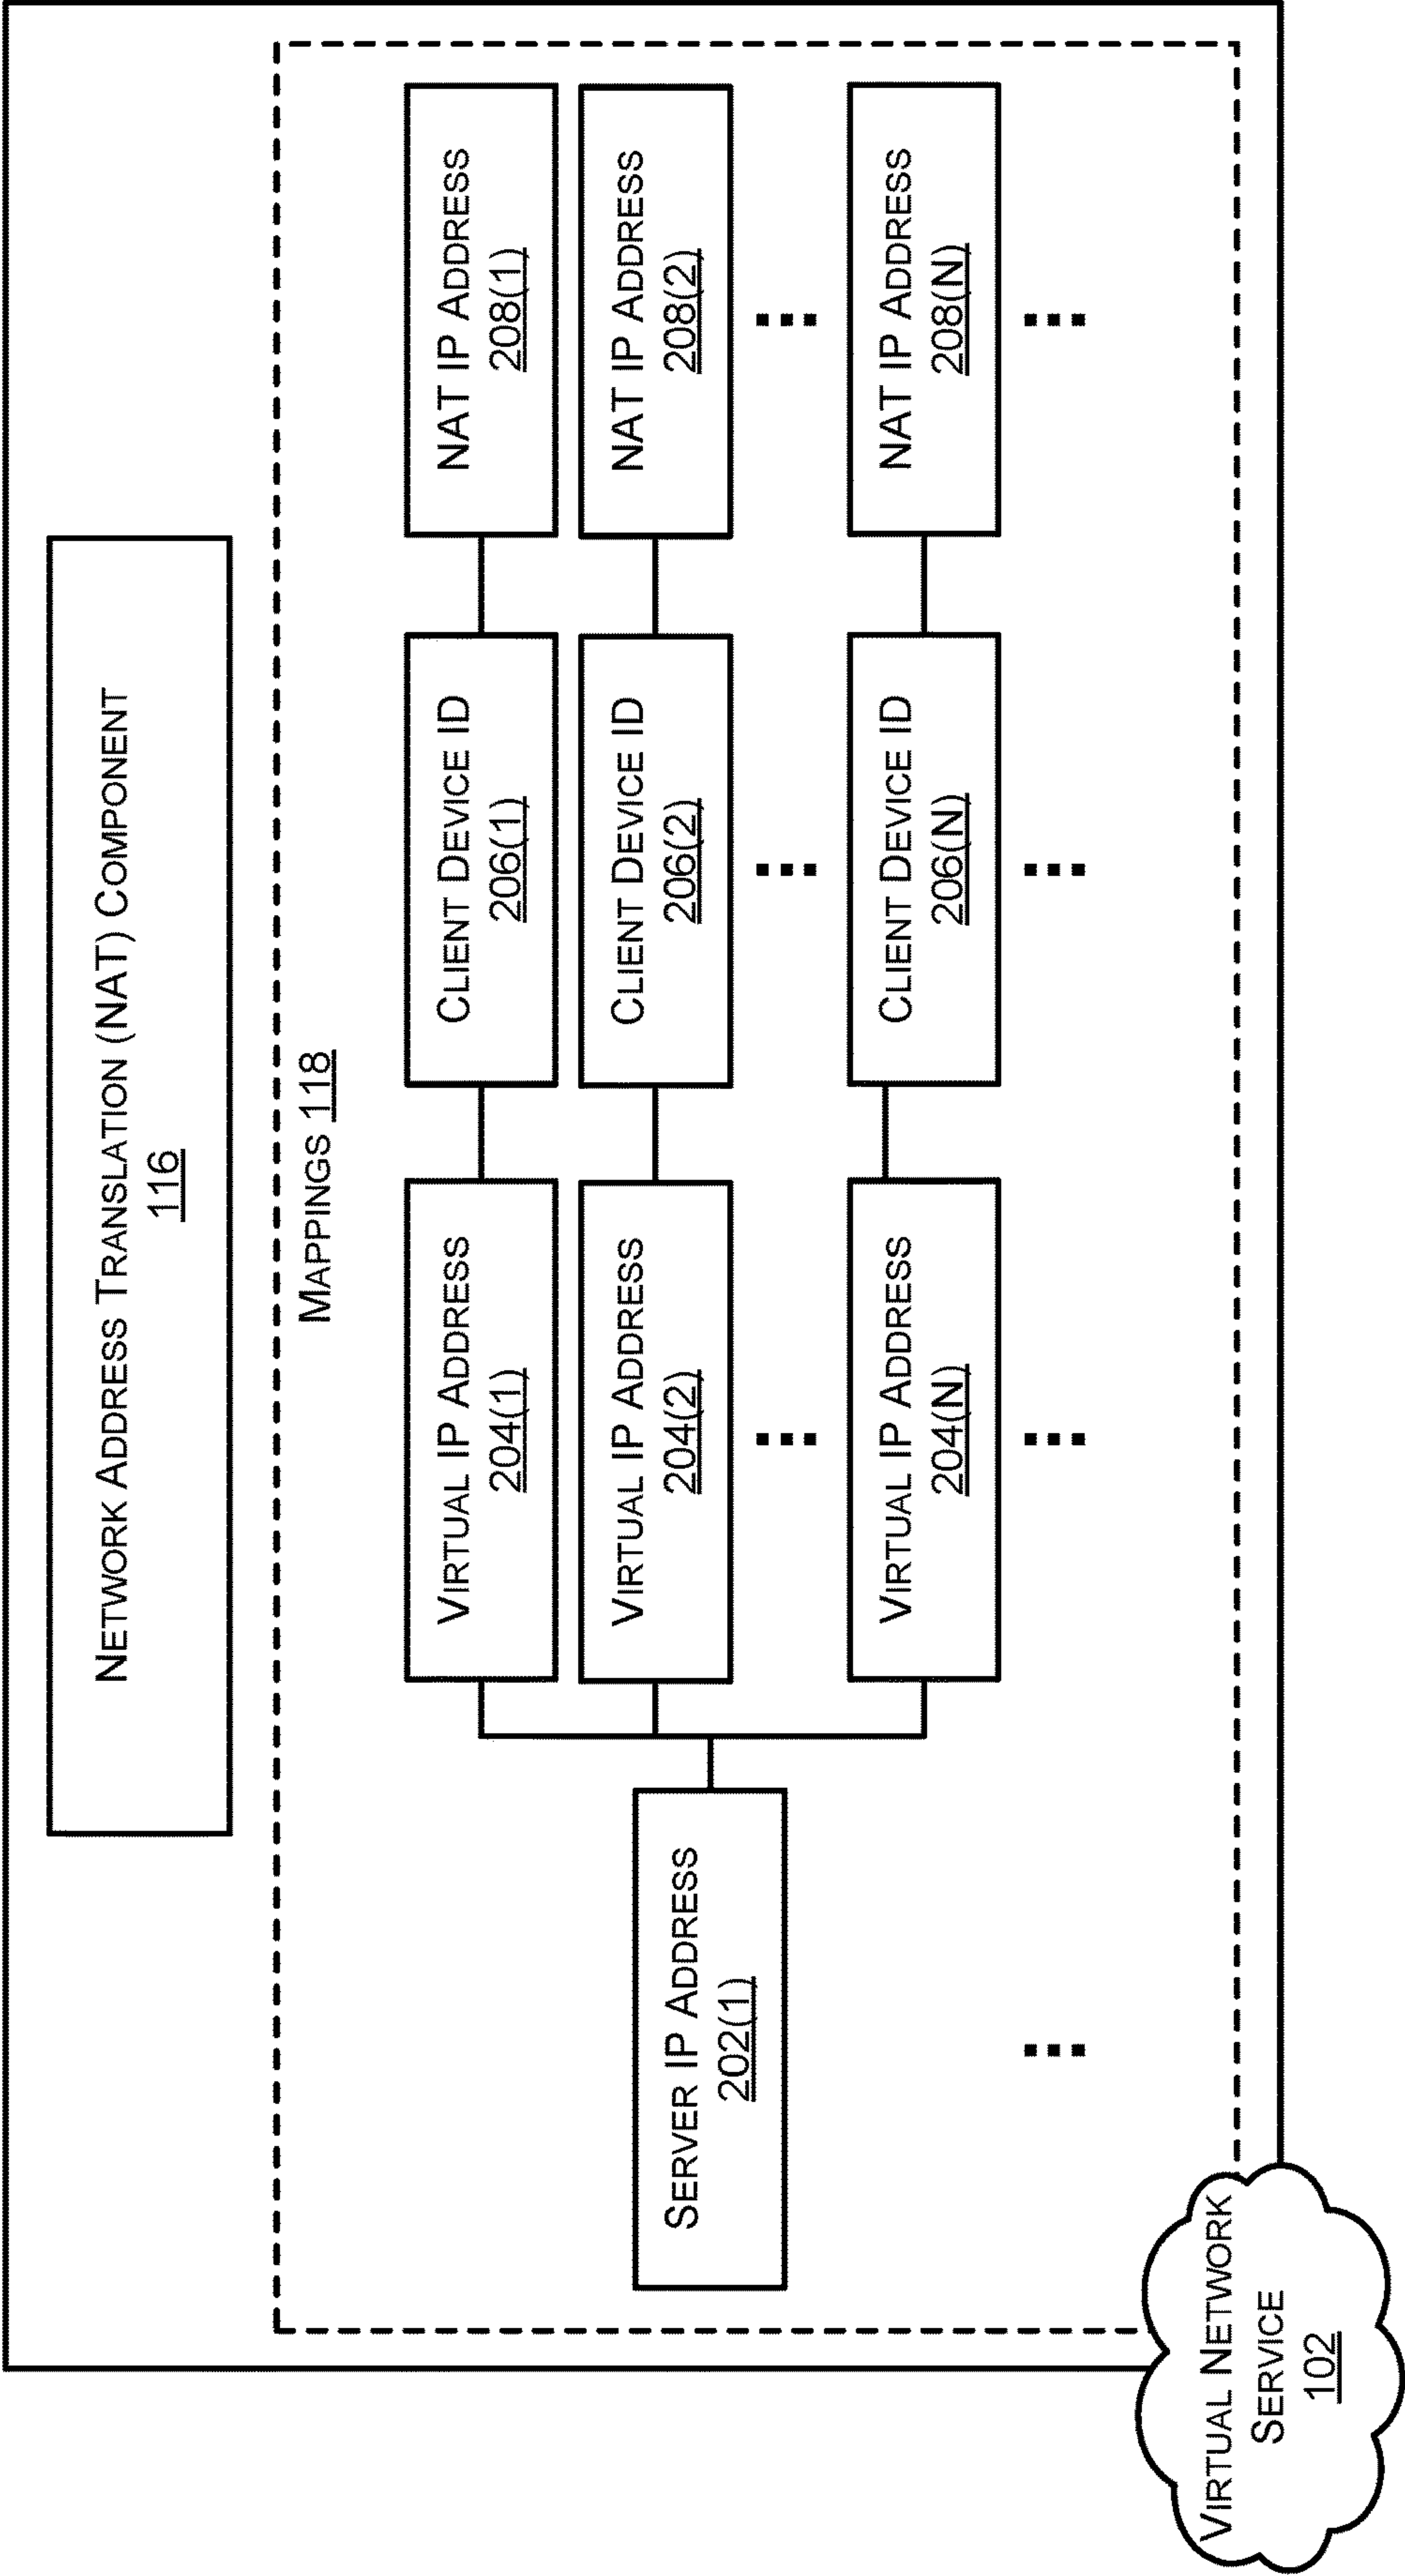 NETWORK ADDRESS TRANSLATION (NAT) COMPONENT
116
MAPPINGS 118
SERVER IP ADDRESS
202(1)
VIRTUAL IP ADDRESS
204(1)
CLIENT DEVICE ID
206(1)
NAT IP ADDRESS
208(1)
VIRTUAL IP ADDRESS
204(2)
CLIENT DEVICE ID
206(2)
NAT IP ADDRESS
208(2)
VIRTUAL IP ADDRESS
204(N)
CLIENT DEVICE ID
206(N)
NAT IP ADDRESS
208(N)
VIRTUAL NETWORK
SERVICE
102